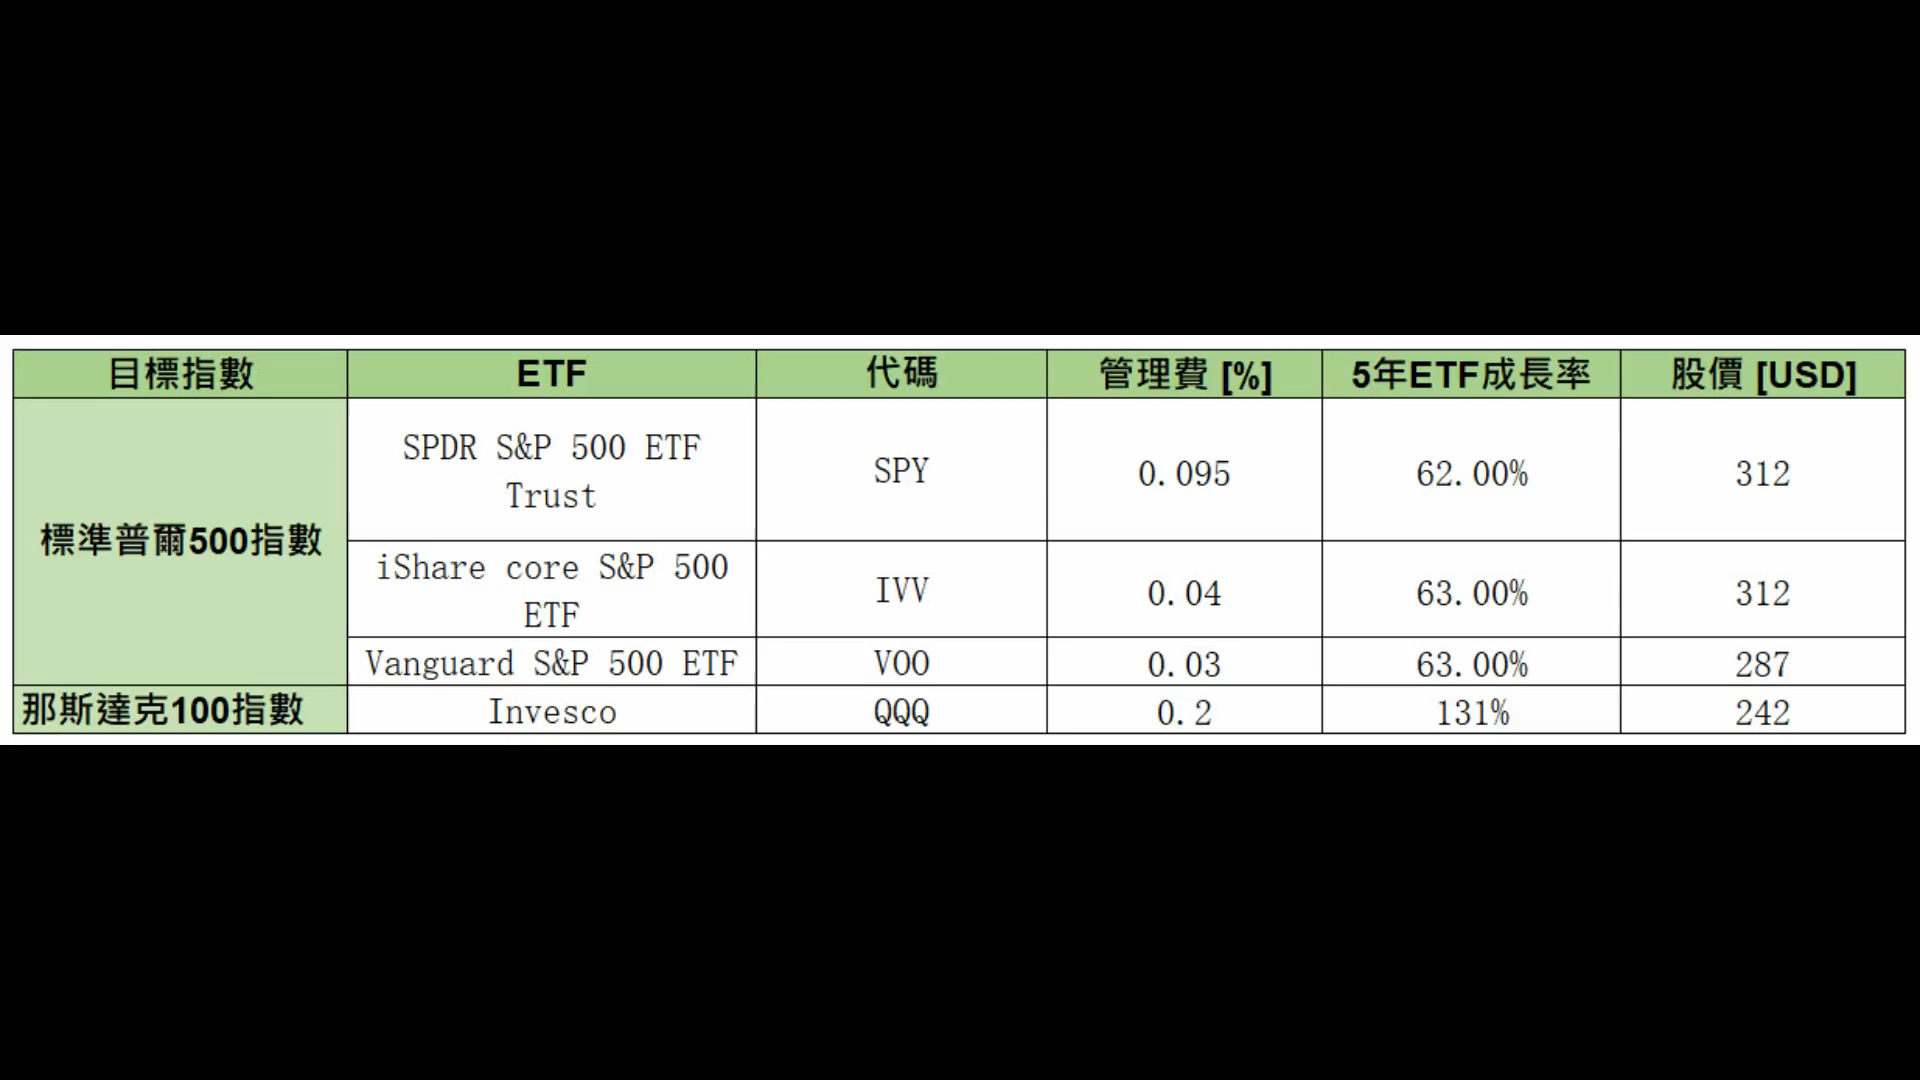 目標指數 ETF 代碼 管理費 [%] 5年ETF成長率 股價 [USD]
標準普爾500指數
SPDR S&P 500 ETF
Trust
SPY 0.095 62.00% 312
iShare core S&P 500
ETF
IVV 0.04 63.00% 312
Vanguard S&P 500 ETF VOO 0.03 63.00% 287
那斯達克100指數 Invesco QQQ 0.2 131% 242